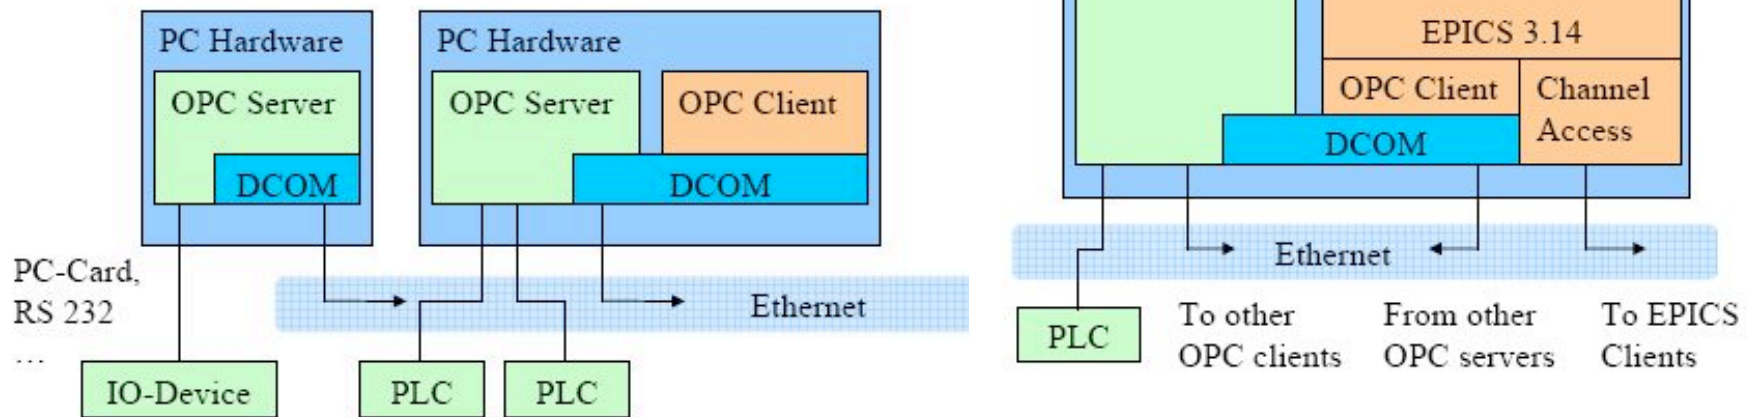 PC Hardware
OPC Server
DCOM
PC Hardware
OPC Server
OPC Client
DCOM
PC-Card,
RS 232
...
Ethernet
IO-Device
PLC
PLC
EPICS 3.14
OPC Client
Channel
Access
DCOM
Ethernet
PLC
To other
OPC clients
From other
OPC servers
To EPICS
Clients